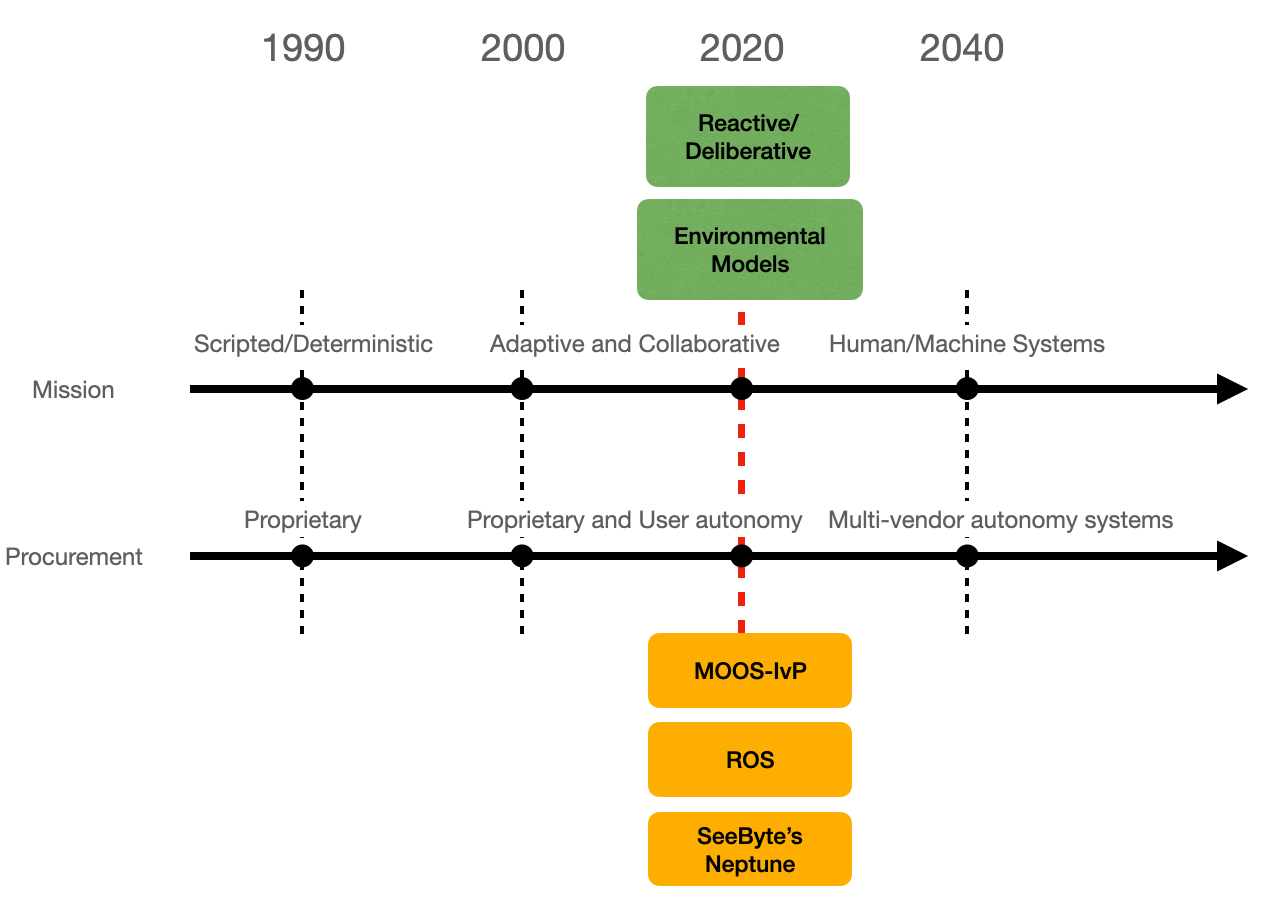 1990 2000 2020 2040
Reactive/
Deliberative
Environmental
Models
Scripted/Deterministic Adaptive and Collaborative Human/Machine Systems
Mission
Proprietary Proprietary and User autonomy Multi-vendor autonomy systems
Procurement
MOOS-IvP
ROS
SeeByte’s
Neptune